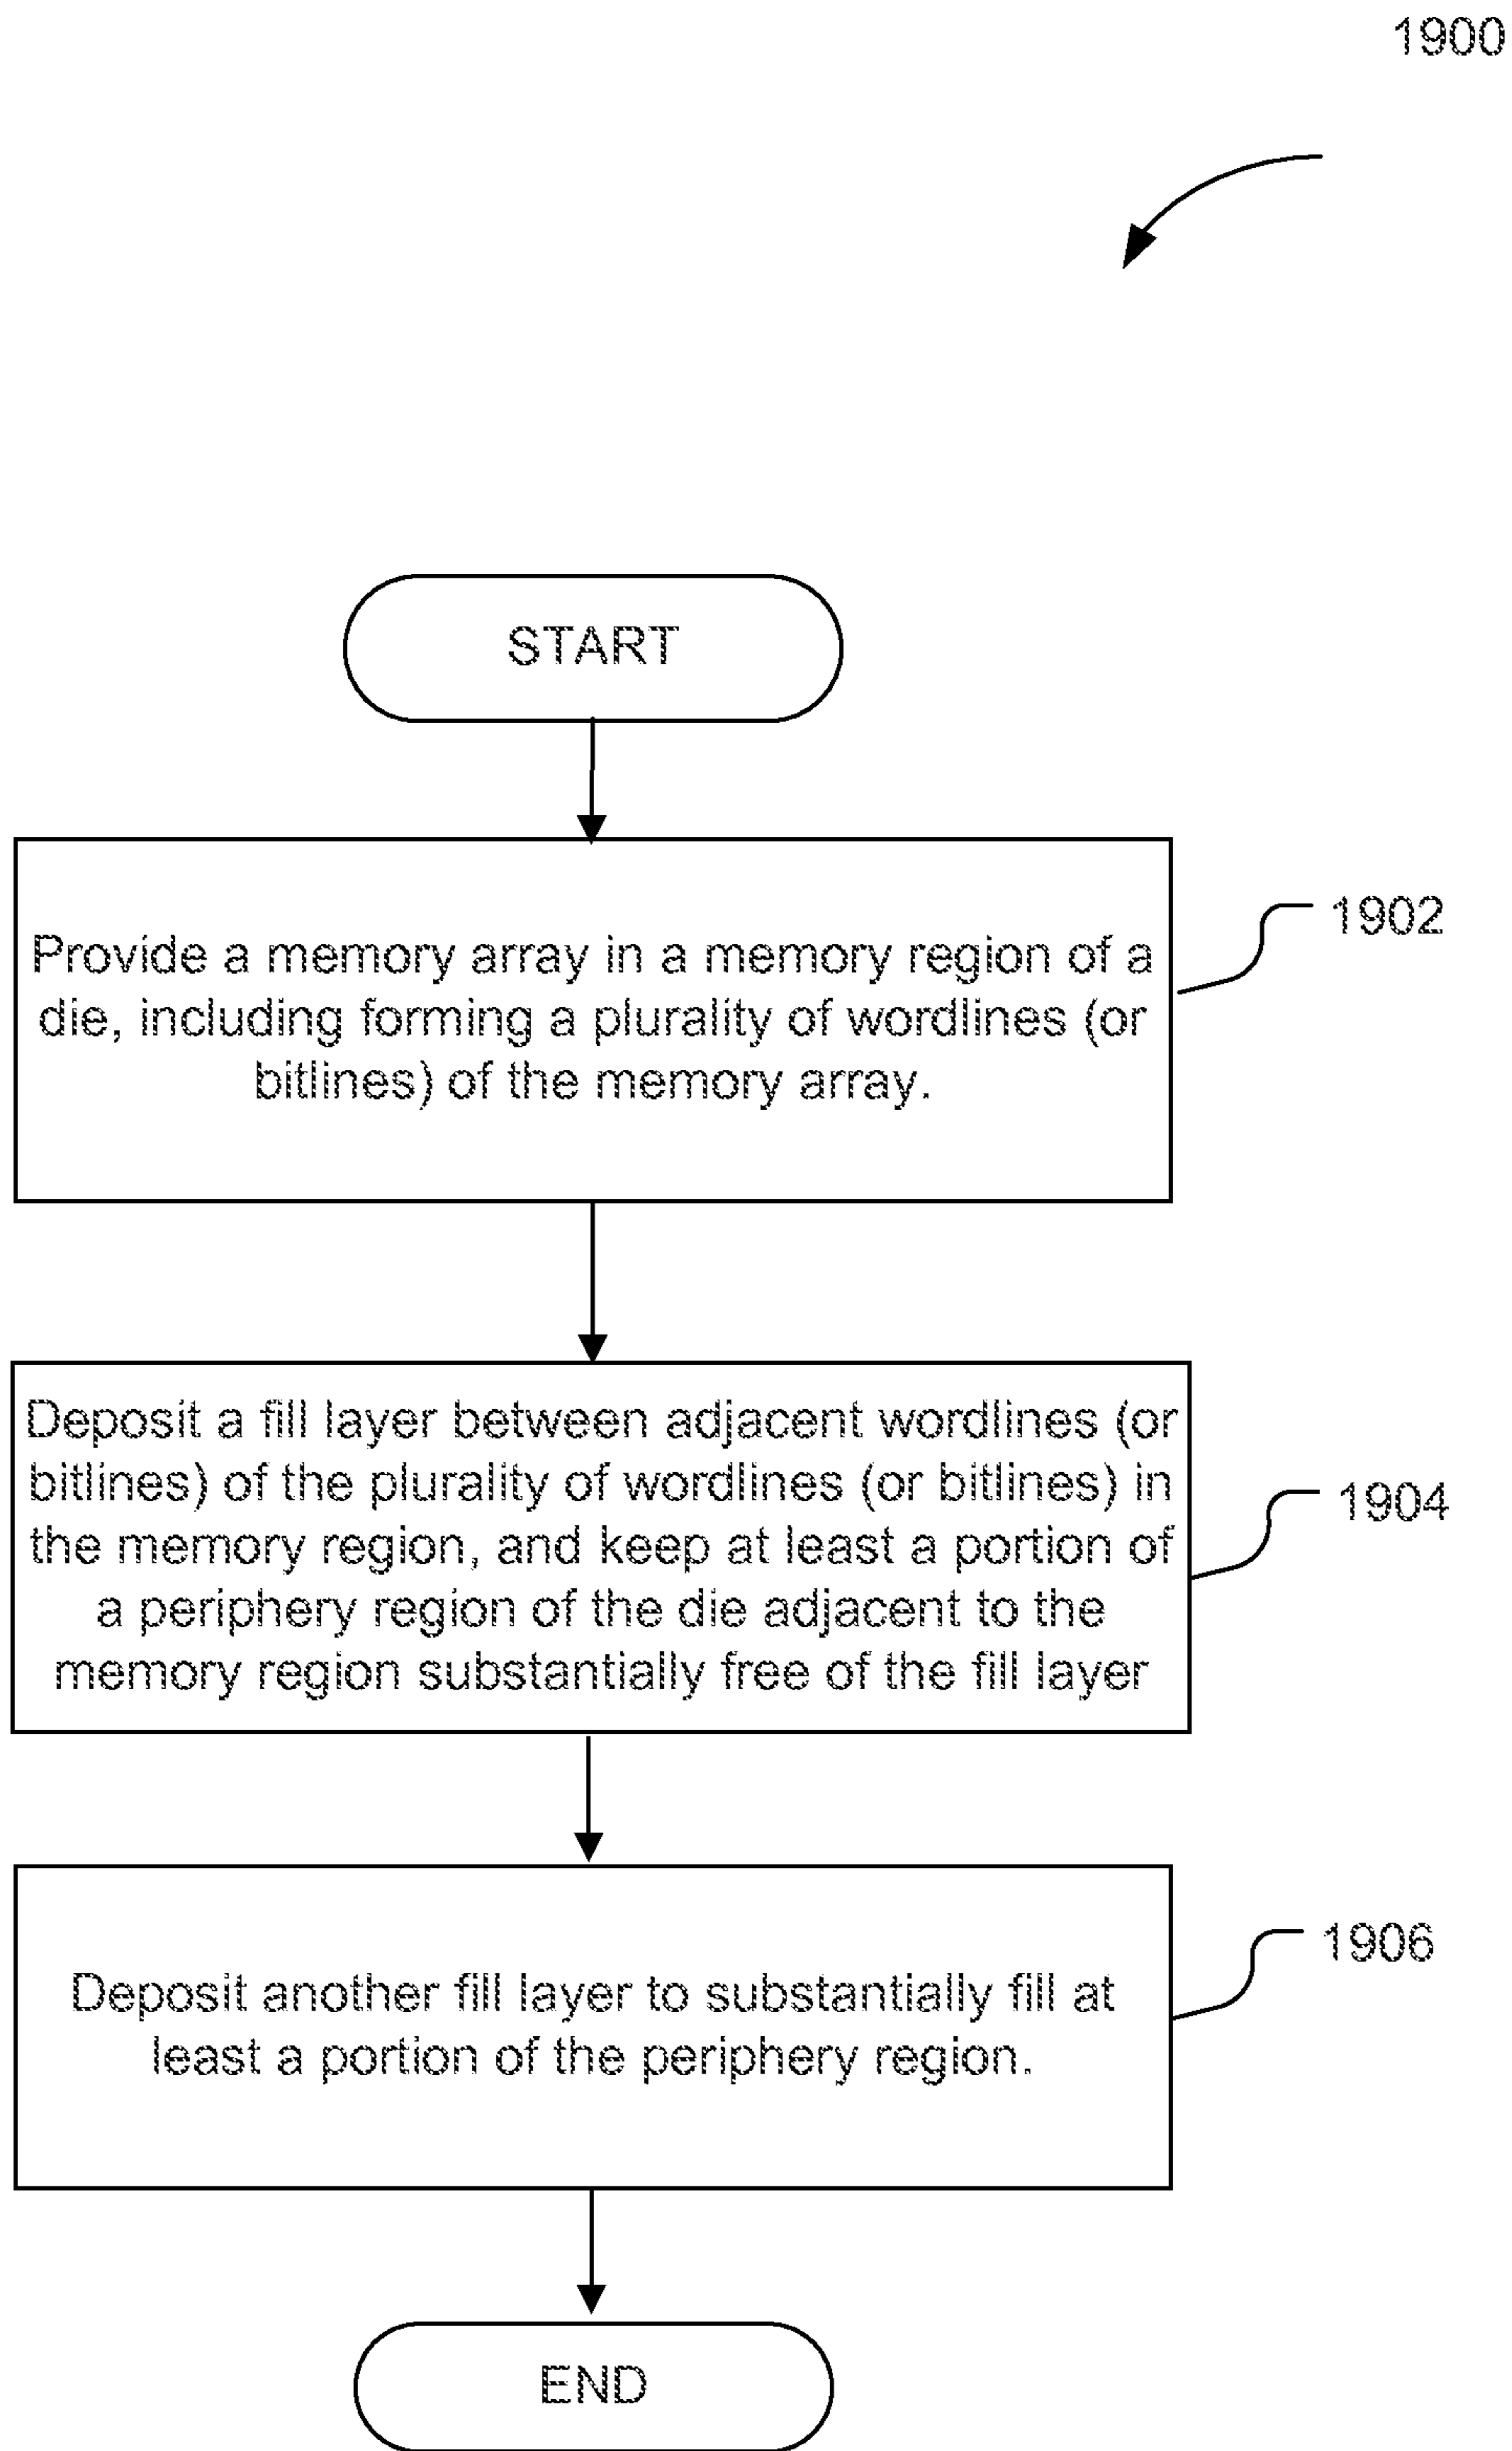 1900
START
Provide a memory array in a memory region of a
die, including forming a plurality of wordlines (or
bitlines) of the memory array.
1902
Deposit a fill layer between adjacent wordlines (or
bitlines) of the plurality of wordlines (or bitlines) in
the memory region, and keep at least a portion of
a periphery region of the die adjacent to the
memory region substantially free of the fill layer
1904
Deposit another fill layer to substantially fill at
least a portion of the periphery region.
1906
END